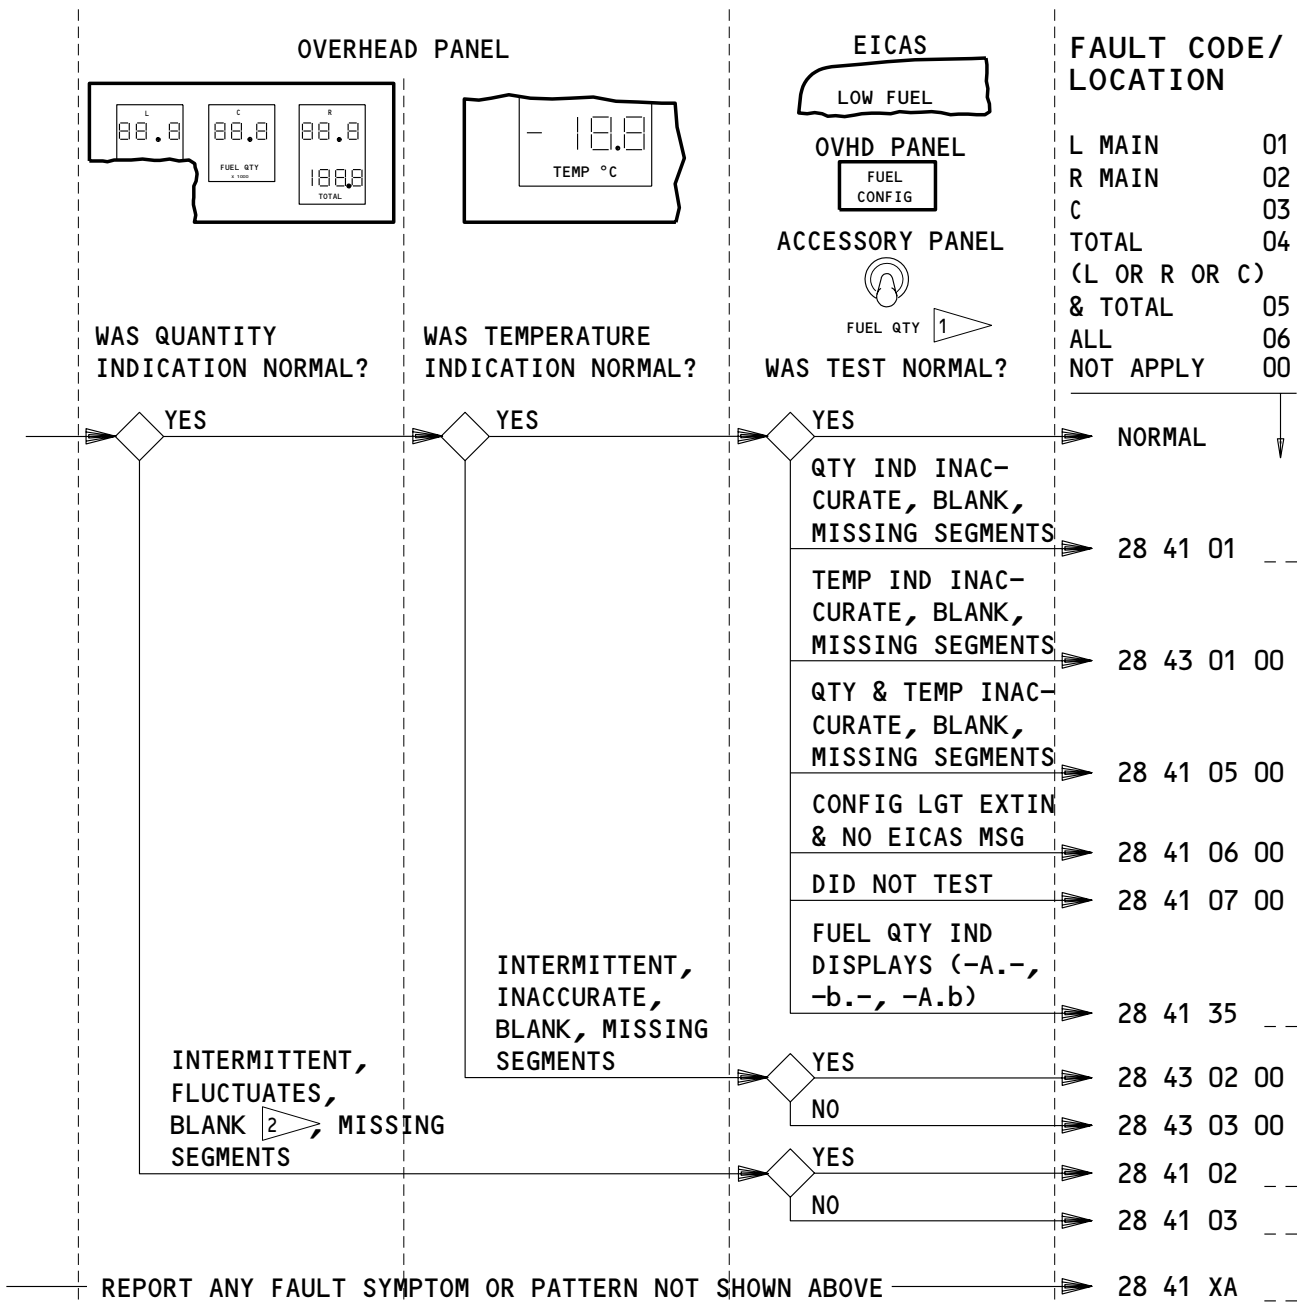 OVERHEAD PANEL
EICAS
FAULT CODE/
LOCATION
L
88.8
C
88.8
FUEL QTY
X 1000
R
88.8
188.8
TOTAL
- 18.8
TEMP °C
LOW FUEL
OVHD PANEL
FUEL
CONFIG
ACCESSORY PANEL
FUEL QTY 1
L MAIN 01
R MAIN 02
C 03
TOTAL 04
(L OR R OR C)
& TOTAL 05
ALL 06
NOT APPLY 00
WAS QUANTITY
INDICATION NORMAL?
WAS TEMPERATURE
INDICATION NORMAL?
WAS TEST NORMAL?
YES
YES
YES
NORMAL
QTY IND INAC-
CURATE, BLANK,
MISSING SEGMENTS
28 41 01 _ _
TEMP IND INAC-
CURATE, BLANK,
MISSING SEGMENTS
28 43 01 00
QTY & TEMP INAC-
CURATE, BLANK,
MISSING SEGMENTS
28 41 05 00
CONFIG LGT EXTIN
& NO EICAS MSG
28 41 06 00
DID NOT TEST
28 41 07 00
FUEL QTY IND
DISPLAYS (-A.-,
-b.-, -A.b)
28 41 35 _ _
INTERMITTENT,
INACCURATE,
BLANK, MISSING
SEGMENTS
YES
28 43 02 00
NO
28 43 03 00
INTERMITTENT,
FLUCTUATES,
BLANK 2, MISSING
SEGMENTS
YES
28 41 02 _ _
NO
28 41 03 _ _
REPORT ANY FAULT SYMPTOM OR PATTERN NOT SHOWN ABOVE
28 41 XA _ _